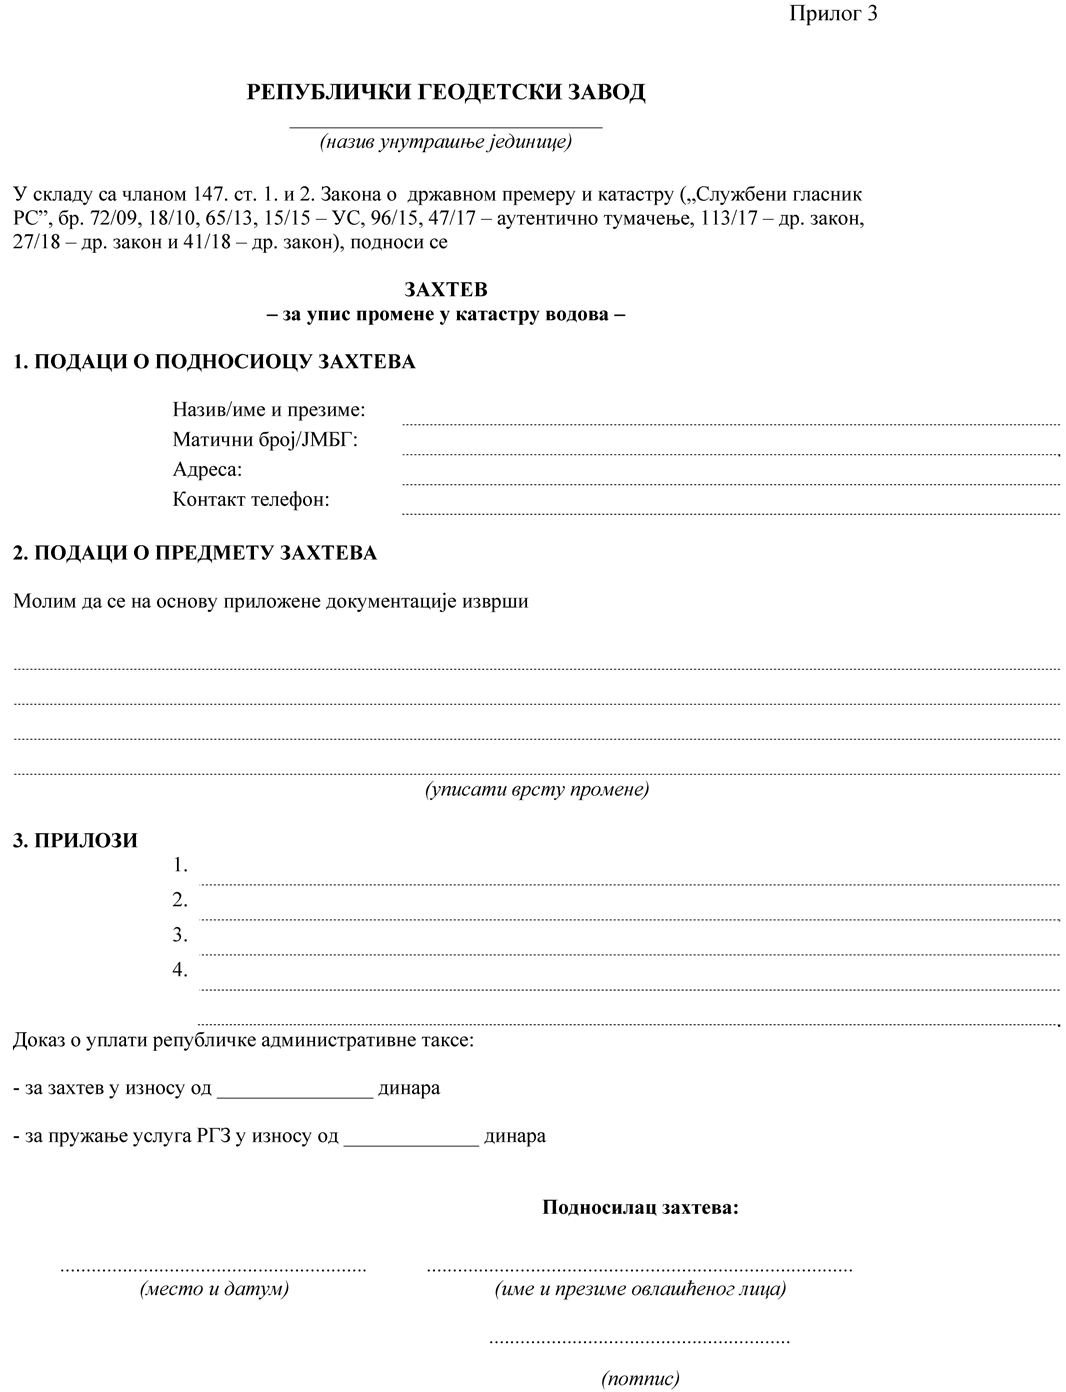 Прилог 3
РЕПУБЛИЧКИ ГЕОДЕТСКИ ЗАВОД
(назив унутрашње јединице)
У складу са чланом 147. ст. 1. и 2. Закона о државном премеру и катастру („Службени гласник
РС”, бр. 72/09, 18/10, 65/13, 15/15 – УС, 96/15, 47/17 – аутентично тумачење, 113/17 – др. закон,
27/18 – др. закон и 41/18 – др. закон), подноси се
ЗАХТЕВ
– за упис промене у катастру водова –
1. ПОДАЦИ О ПОДНОСИОЦУ ЗАХТЕВА
Назив/име и презиме:
Матични број/ЈМБГ:
Адреса:
Контакт телефон:
2. ПОДАЦИ О ПРЕДМЕТУ ЗАХТЕВА
Молим да се на основу приложене документације изврши
(уписати врсту промене)
3. ПРИЛОЗИ
1.
2.
3.
4.
Доказ о уплати републичке административне таксе:
- за захтев у износу од _______________ динара
- за пружање услуга РГЗ у износу од _____________ динара
Подносилац захтева:
(место и датум) (име и презиме овлашћеног лица)
(потпис)